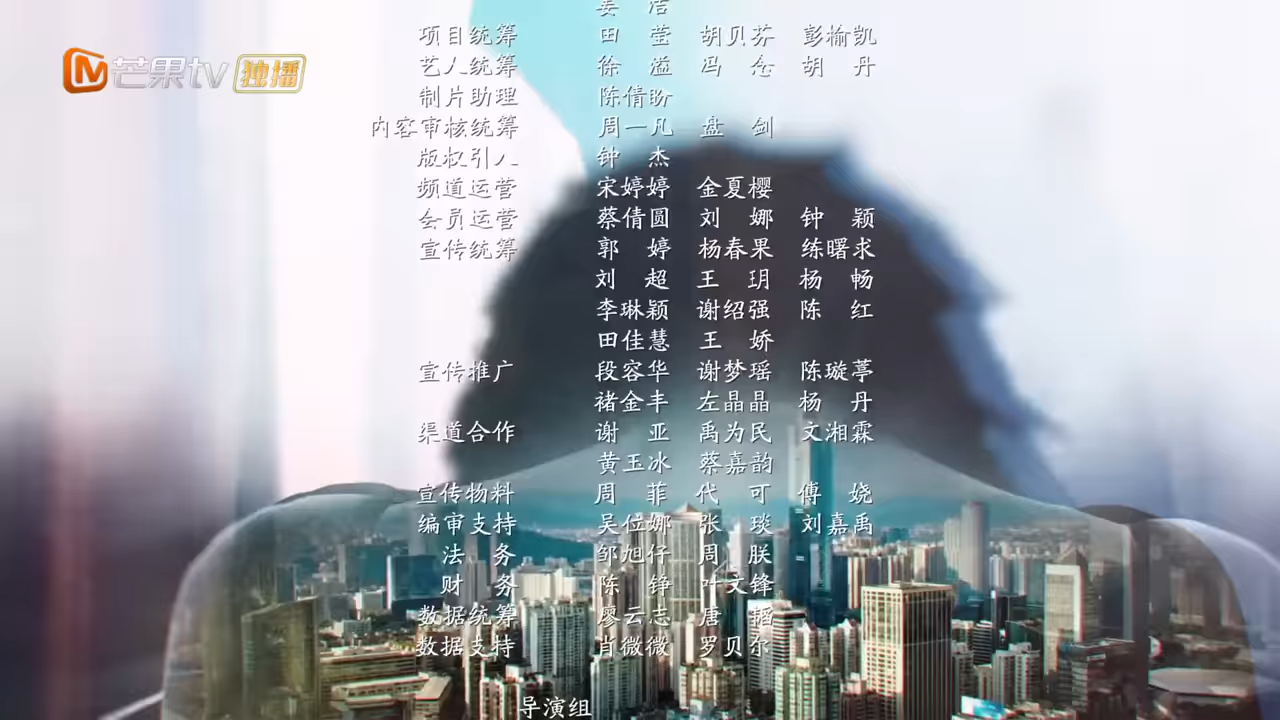 姜 洁
芒果tv 独播
项目统筹 田 莹 胡贝芬 彭榆凯
艺人统筹 徐 溢 冯 念 胡 丹
制片助理 陈倩盼
内容审核统筹 周一凡 盘 剑
版权引入 钟 杰
频道运营 宋婷婷 金夏樱
会员运营 蔡倩圆 刘 娜 钟 颖
宣传统筹 郭 婷 杨春果 练曙求
刘 超 王 玥 杨 畅
李琳颖 谢绍强 陈 红
田佳慧 王 娇
宣传推广 段容华 谢梦瑶 陈璇葶
褚金丰 左晶晶 杨 丹
渠道合作 谢 亚 禹为民 文湘霖
黄玉冰 蔡嘉韵
宣传物料 周 菲 代 可 傅 娆
编审支持 吴位娜 张 琰 刘嘉禹
法 务 邹旭仔 周 朕
财 务 陈 铮 叶文锋
数据统筹 廖云志 唐 韬
数据支持 肖微微 罗贝尔
导演组